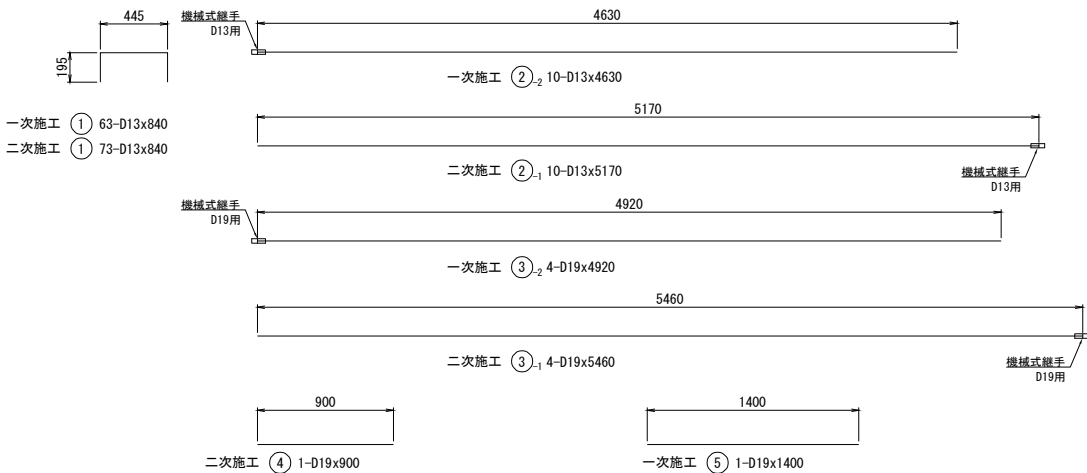 445
195
一次施工 ① 63-D13x840
二次施工 ① 73-D13x840
機械式継手
D13用
4630
一次施工 ②-2 10-D13x4630
5170
二次施工 ②-1 10-D13x5170
機械式継手
D13用
機械式継手
D19用
4920
一次施工 ③-2 4-D19x4920
5460
二次施工 ③-1 4-D19x5460
機械式継手
D19用
900
二次施工 ④ 1-D19x900
1400
一次施工 ⑤ 1-D19x1400